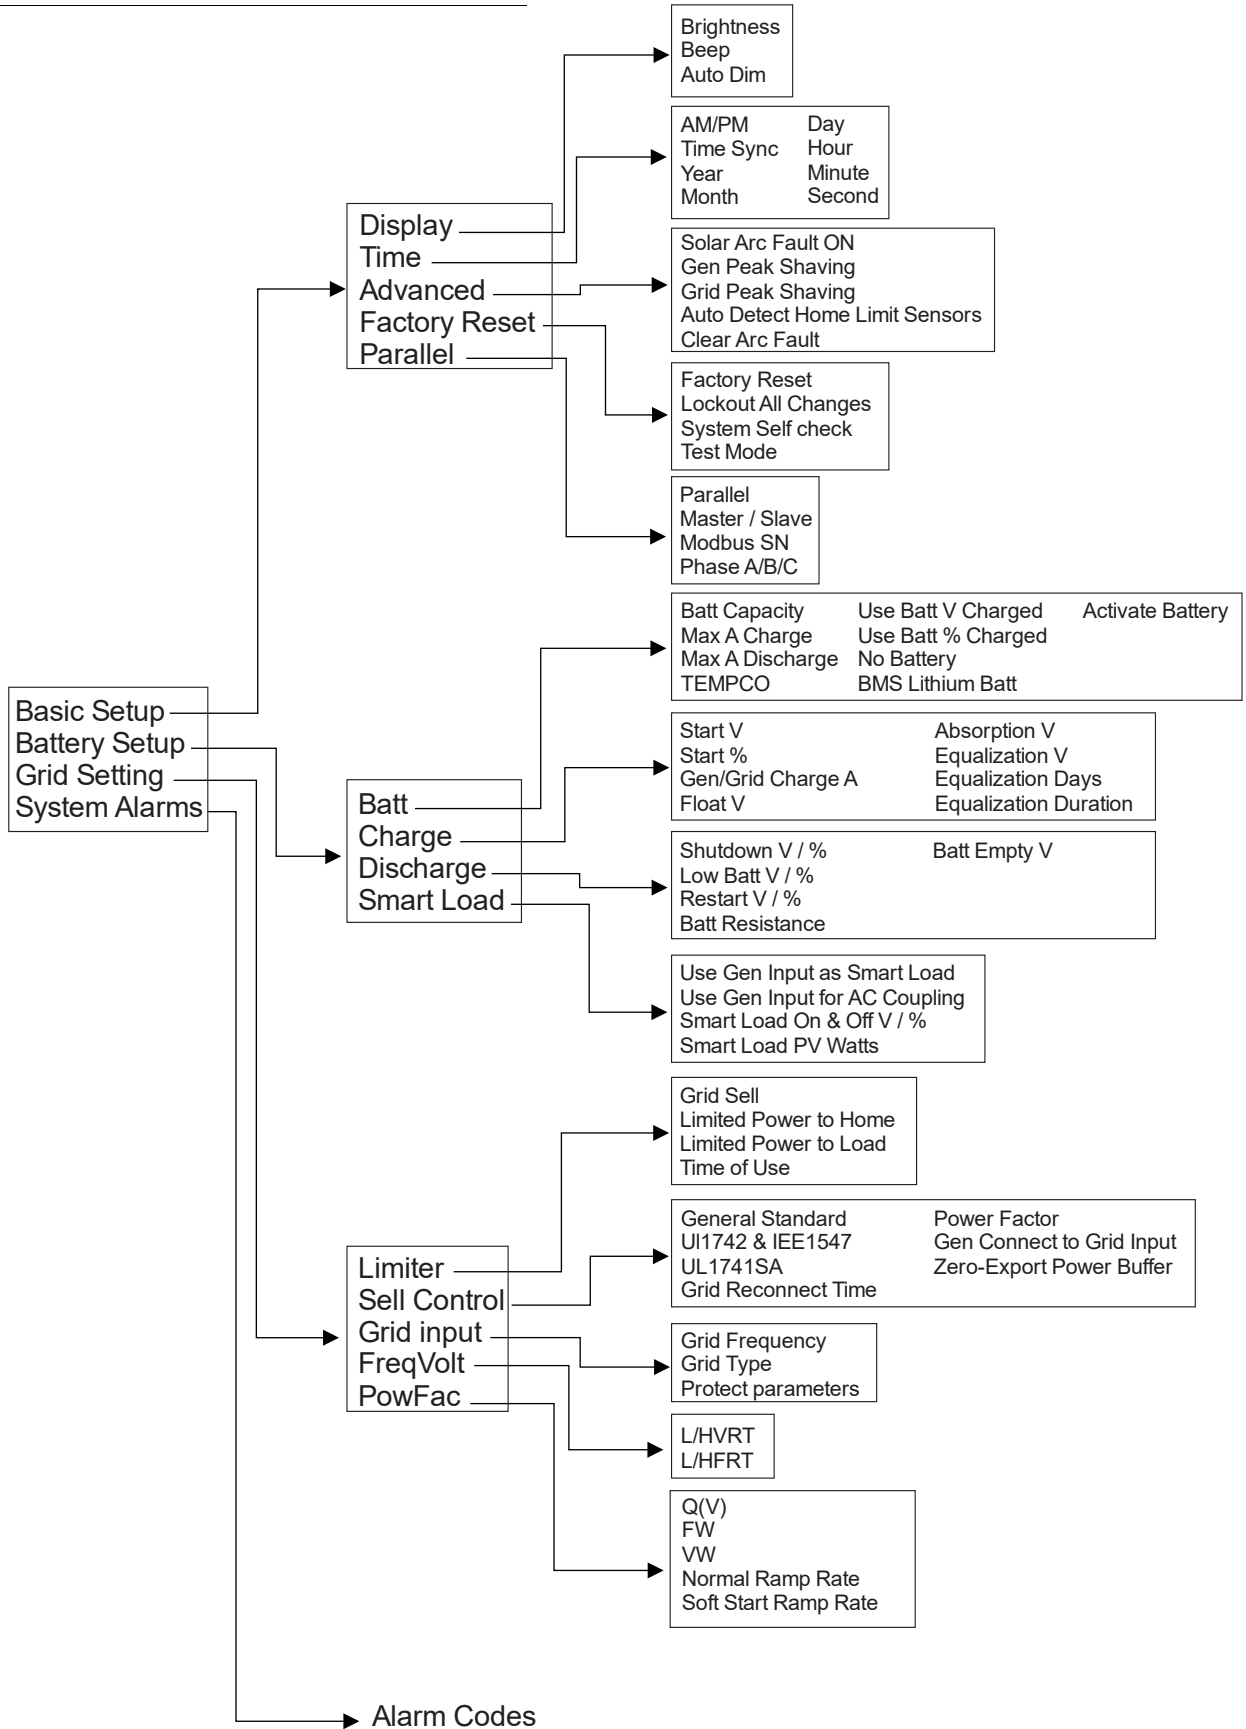 Brightness
Beep
Auto Dim
AM/PM
Time Sync
Year
Month
Day
Hour
Minute
Second
Display
Time
Advanced
Factory Reset
Parallel
Solar Arc Fault ON
Gen Peak Shaving
Grid Peak Shaving
Auto Detect Home Limit Sensors
Clear Arc Fault
Factory Reset
Lockout All Changes
System Self check
Test Mode
Parallel
Master / Slave
Modbus SN
Phase A/B/C
Basic Setup
Battery Setup
Grid Setting
System Alarms
Batt Capacity
Max A Charge
Max A Discharge
TEMPCO
Use Batt V Charged
Use Batt % Charged
No Battery
BMS Lithium Batt
Activate Battery
Batt
Charge
Discharge
Smart Load
Start V
Start %
Gen/Grid Charge A
Float V
Absorption V
Equalization V
Equalization Days
Equalization Duration
Shutdown V / %
Low Batt V / %
Restart V / %
Batt Resistance
Batt Empty V
Use Gen Input as Smart Load
Use Gen Input for AC Coupling
Smart Load On & Off V / %
Smart Load PV Watts
Limiter
Sell Control
Grid input
FreqVolt
PowFac
Grid Sell
Limited Power to Home
Limited Power to Load
Time of Use
General Standard
Ul1742 & IEE1547
UL1741SA
Grid Reconnect Time
Power Factor
Gen Connect to Grid Input
Zero-Export Power Buffer
Grid Frequency
Grid Type
Protect parameters
L/HVRT
L/HFRT
Q(V)
FW
VW
Normal Ramp Rate
Soft Start Ramp Rate
Alarm Codes